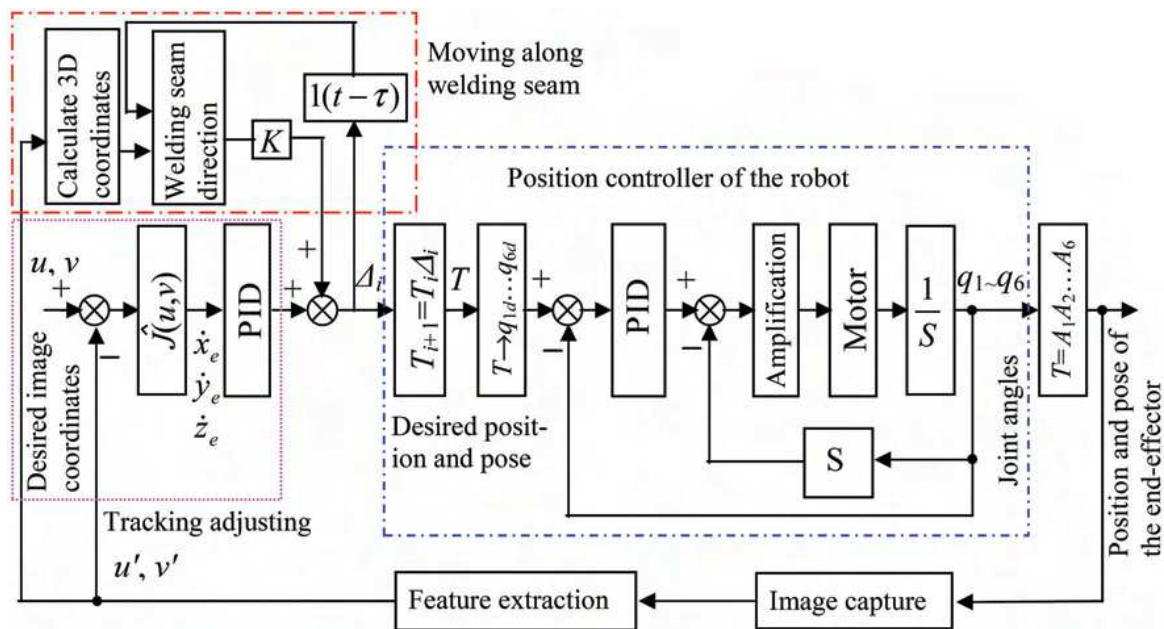 Calculate 3D
coordinates
Welding seam
direction
K
1(t − τ)
Moving along
welding seam
Position controller of the robot
u, v
+
−
Desired image
coordinates
Ĵ(u,v)
ẋₑ
ẏₑ
żₑ
PID
Tracking adjusting
+
+
Δᵢ
Tᵢ₊₁=TᵢΔᵢ
T
T→q₁d…q₆d
Desired posit-
ion and pose
+
−
PID
+
−
Amplification
Motor
1
S
S
q₁~q₆
Joint angles
T=A₁A₂…A₆
Position and pose of
the end-effector
u′, v′
Feature extraction
Image capture